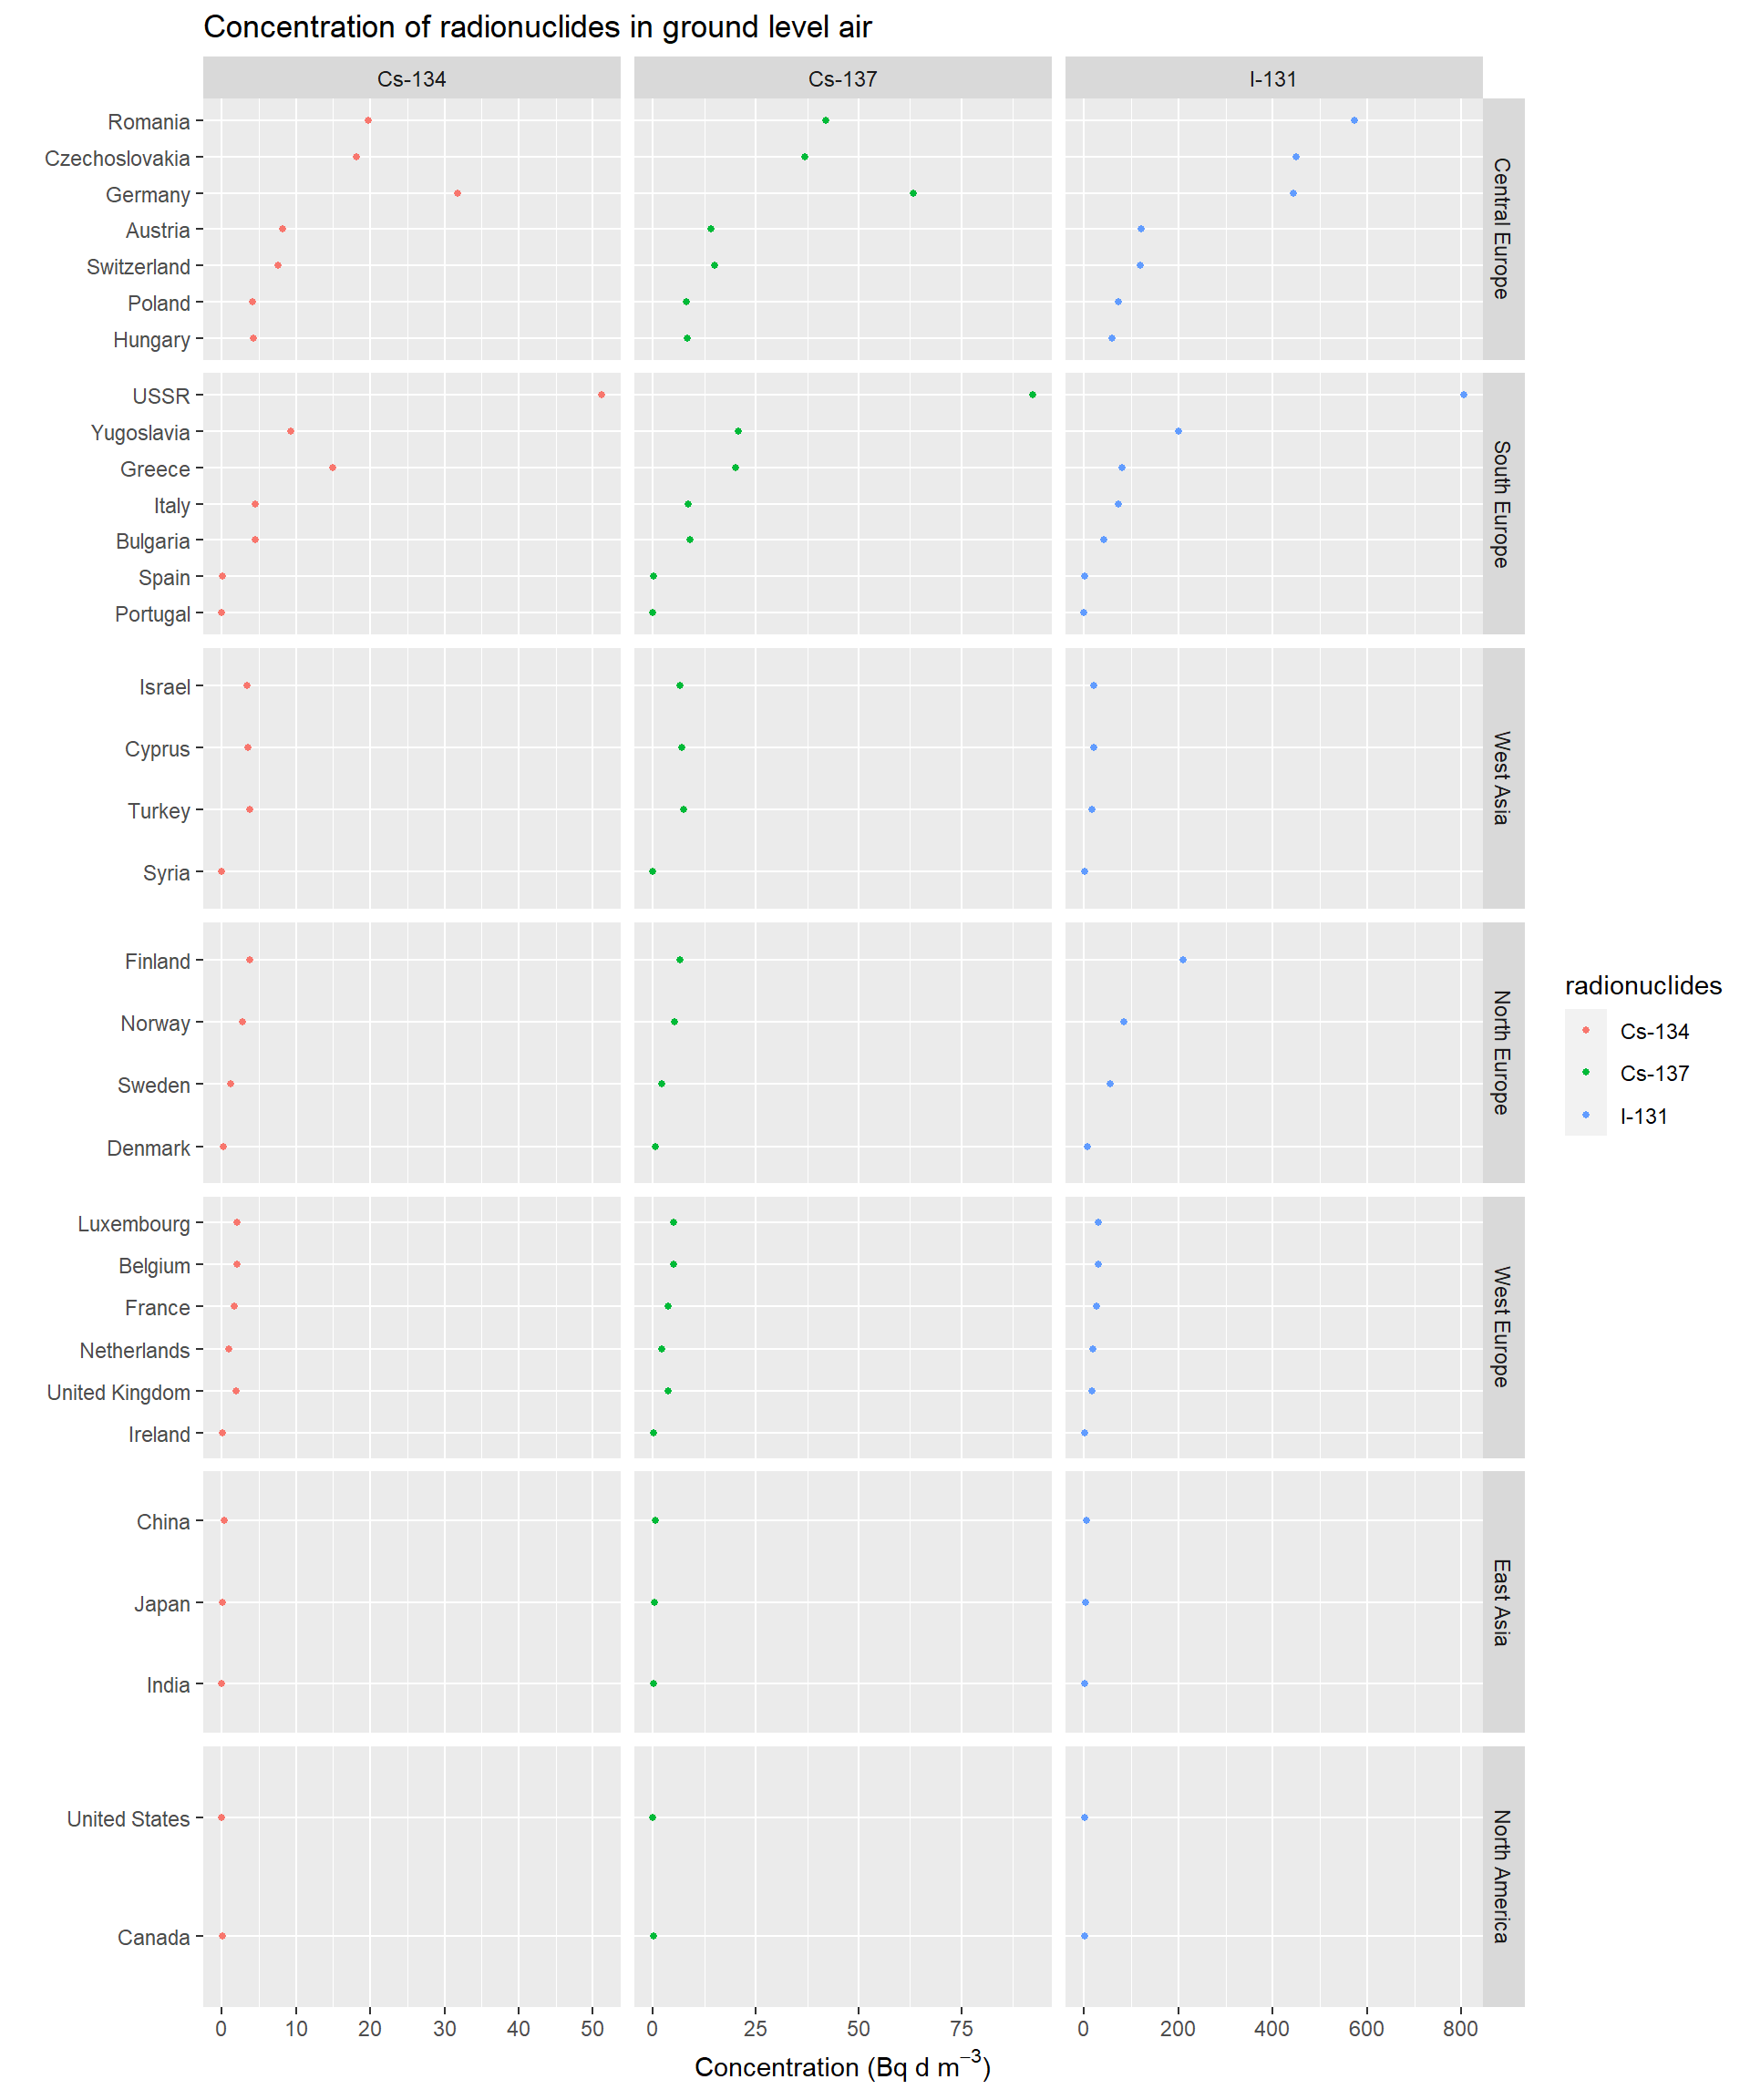 Concentration of radionuclides in ground level air
Cs-134
Cs-137
I-131
Romania
Czechoslovakia
Germany
Austria
Switzerland
Poland
Hungary
Central Europe
USSR
Yugoslavia
Greece
Italy
Bulgaria
Spain
Portugal
South Europe
Israel
Cyprus
Turkey
Syria
West Asia
Finland
Norway
Sweden
Denmark
North Europe
Luxembourg
Belgium
France
Netherlands
United Kingdom
Ireland
West Europe
China
Japan
India
East Asia
United States
Canada
North America
0 10 20 30 40 50
0 25 50 75
0 200 400 600 800
Concentration (Bq d m⁻³)
radionuclides
Cs-134
Cs-137
I-131